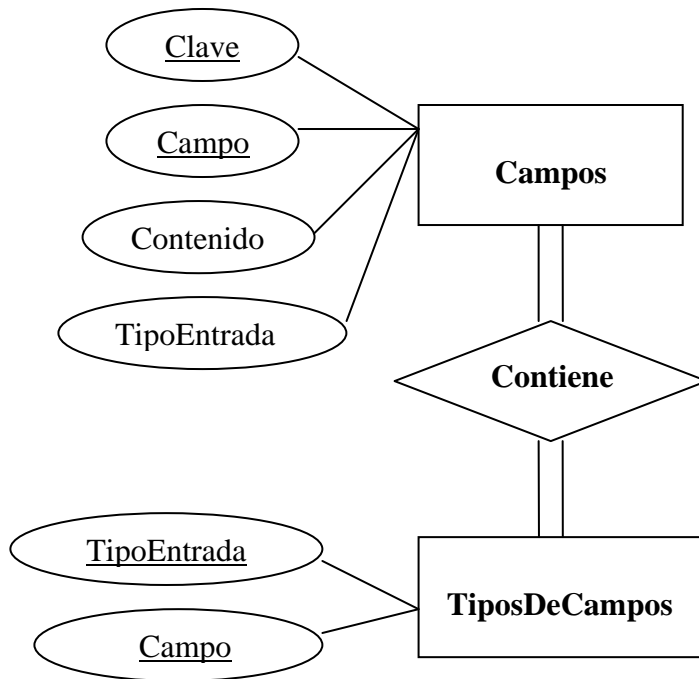 Clave
Campo
Campos
Contenido
TipoEntrada
Contiene
TipoEntrada
TiposDeCampos
Campo